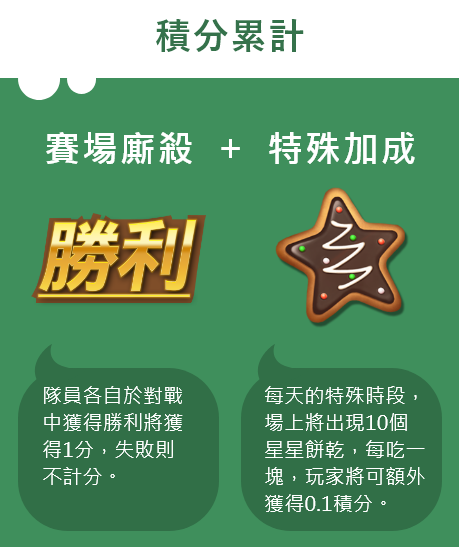 積分累計
賽場廝殺 + 特殊加成
勝利
隊員各自於對戰
中獲得勝利將獲
得1分，失敗則
不計分。
每天的特殊時段，
場上將出現10個
星星餅乾，每吃一
塊，玩家將可額外
獲得0.1積分。